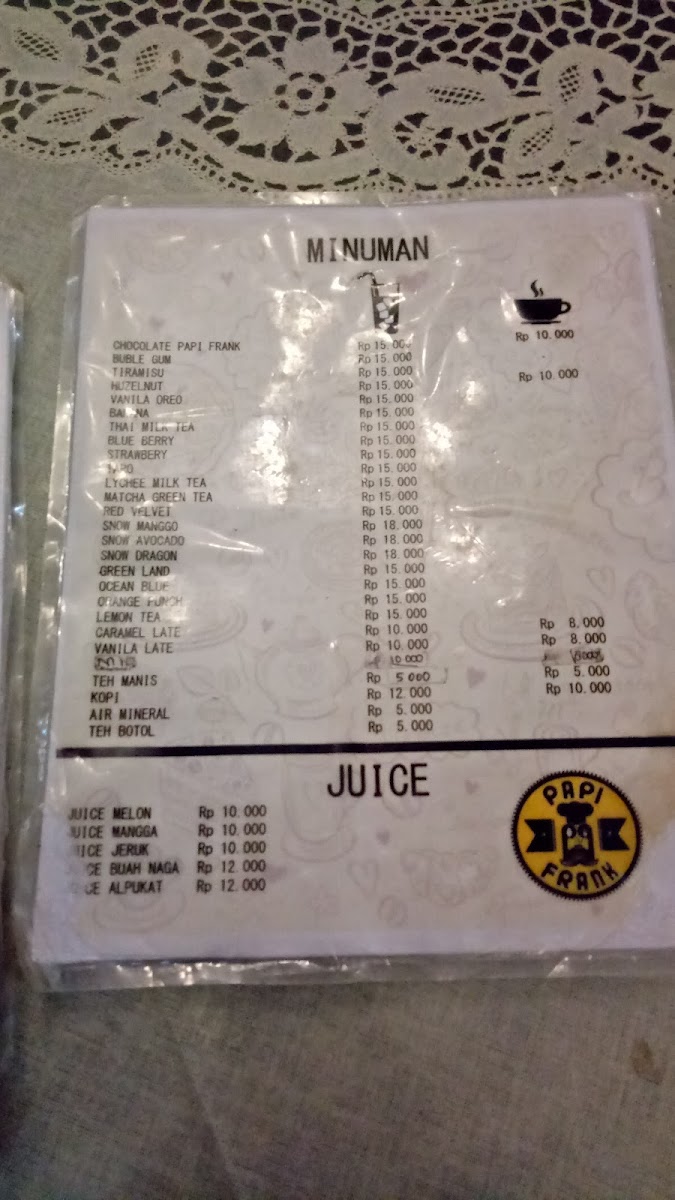 MINUMAN
CHOCOLATE PAPI FRANK Rp 15.000 Rp 10.000
BUBLE GUM Rp 15.000
TIRAMISU Rp 15.000 Rp 10.000
HUZELNUT Rp 15.000
VANILA OREO Rp 15.000
BANANA Rp 15.000
THAI MILK TEA Rp 15.000
BLUE BERRY Rp 15.000
STRAWBERY Rp 15.000
TARO Rp 15.000
LYCHEE MILK TEA Rp 15.000
MATCHA GREEN TEA Rp 15.000
RED VELVET Rp 15.000
SNOW MANGGO Rp 18.000
SNOW AVOCADO Rp 18.000
SNOW DRAGON Rp 18.000
GREEN LAND Rp 15.000
OCEAN BLUE Rp 15.000
ORANGE PUNCH Rp 15.000
LEMON TEA Rp 15.000
CARAMEL LATE Rp 10.000 Rp 8.000
VANILA LATE Rp 10.000 Rp 8.000
10 000
TEH MANIS Rp 5 000 Rp 5.000
KOPI Rp 12 000 Rp 10.000
AIR MINERAL Rp 5.000
TEH BOTOL Rp 5.000
JUICE
JUICE MELON Rp 10.000
JUICE MANGGA Rp 10.000
JUICE JERUK Rp 10.000
JUICE BUAH NAGA Rp 12.000
JUICE ALPUKAT Rp 12.000
PAPI
FRANK